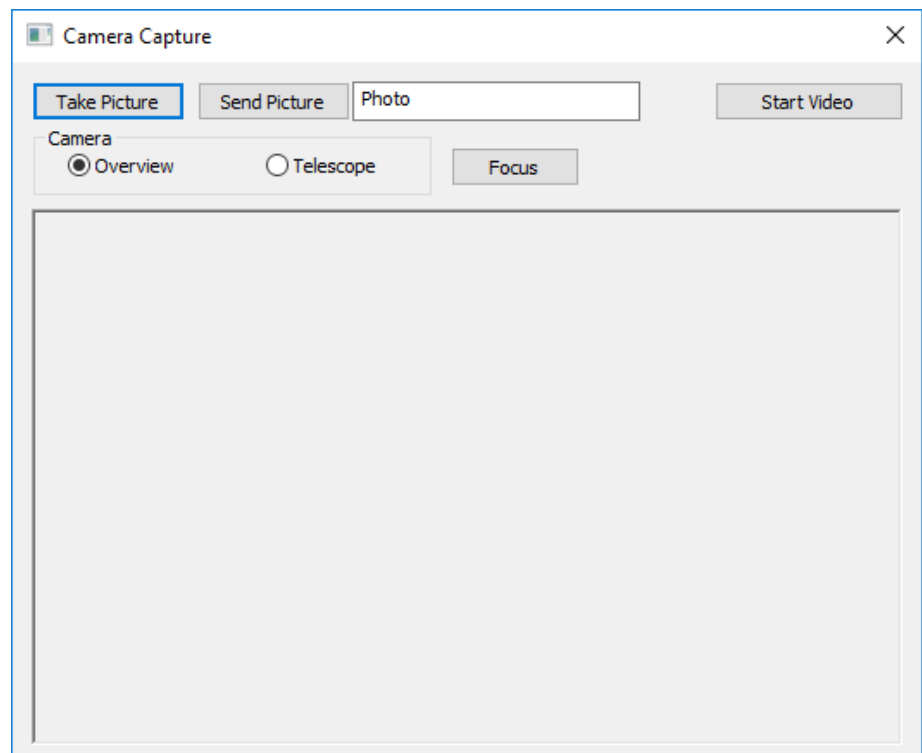 Camera Capture
Take Picture Send Picture Photo Start Video
Camera
Overview Telescope Focus